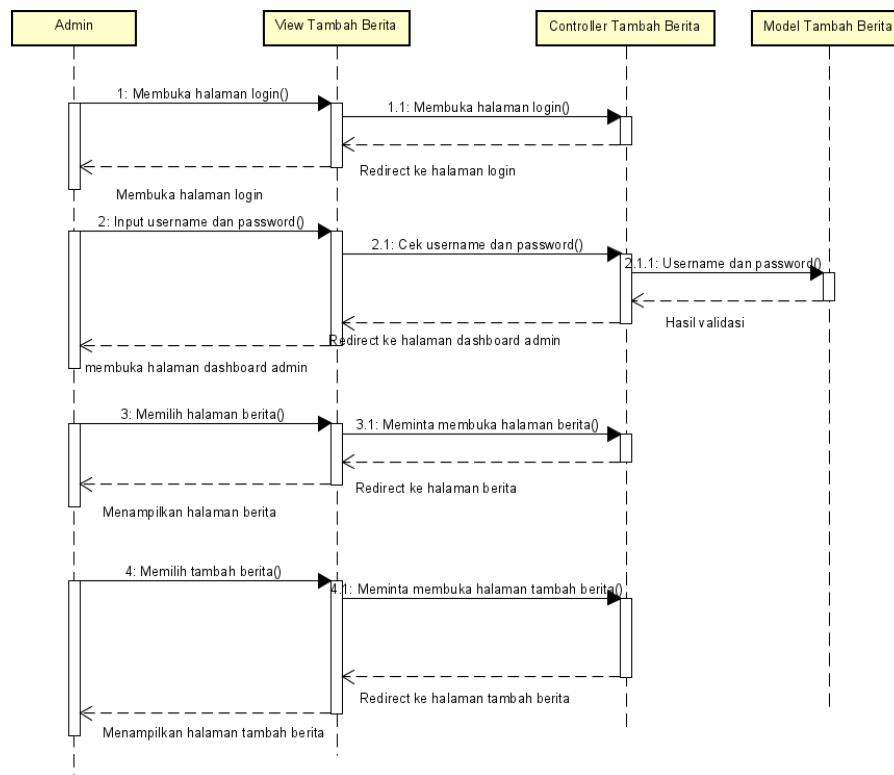 Admin
View Tambah Berita
Controller Tambah Berita
Model Tambah Berita
1: Membuka halaman login()
1.1: Membuka halaman login()
Redirect ke halaman login
Membuka halaman login
2: Input username dan password()
2.1: Cek username dan password()
2.1.1: Username dan password()
Hasil validasi
Redirect ke halaman dashboard admin
membuka halaman dashboard admin
3: Memilih halaman berita()
3.1: Meminta membuka halaman berita()
Redirect ke halaman berita
Menampilkan halaman berita
4: Memilih tambah berita()
4.1: Meminta membuka halaman tambah berita()
Redirect ke halaman tambah berita
Menampilkan halaman tambah berita